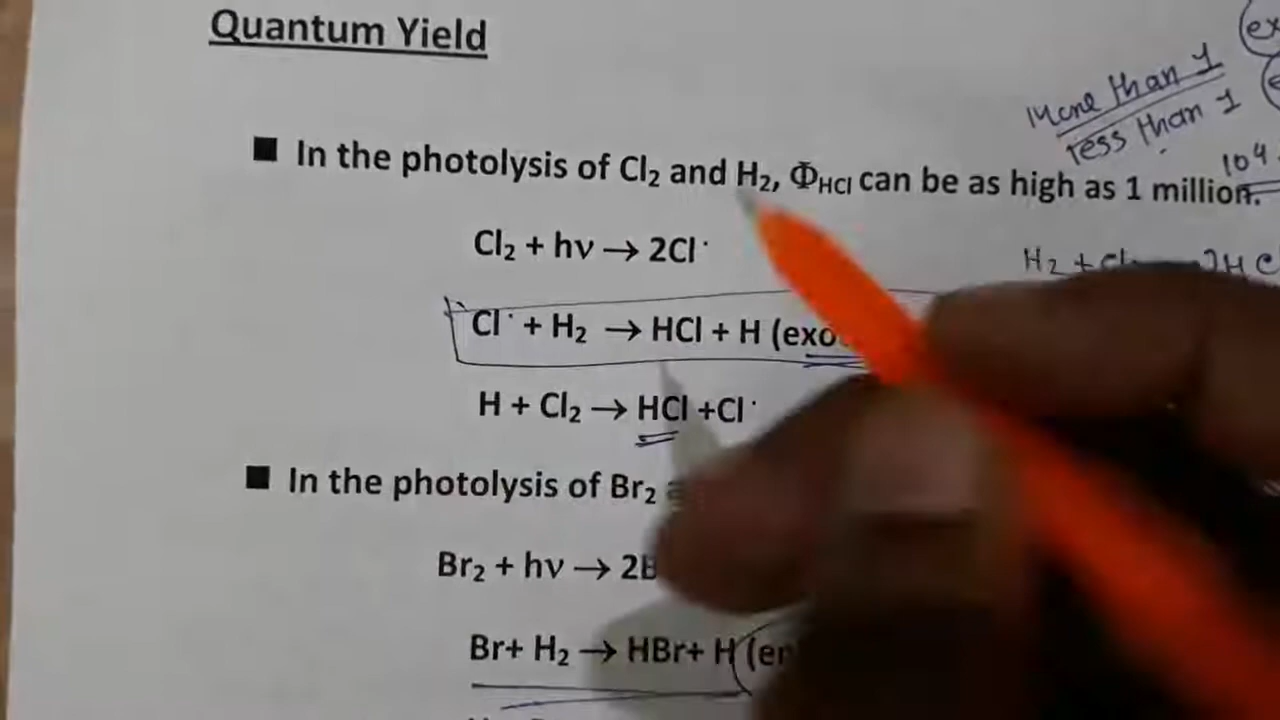 Quantum Yield
More than 1
less than 1
■ In the photolysis of Cl₂ and H₂, Φ_HCl can be as high as 1 million.
10⁴
Cl₂ + hν → 2Cl˙
H₂ +
Cl˙ + H₂ → HCl + H (exo
H + Cl₂ → HCl +Cl˙
■ In the photolysis of Br₂
Br₂ + hν → 2B
Br+ H₂ → HBr+ H (en